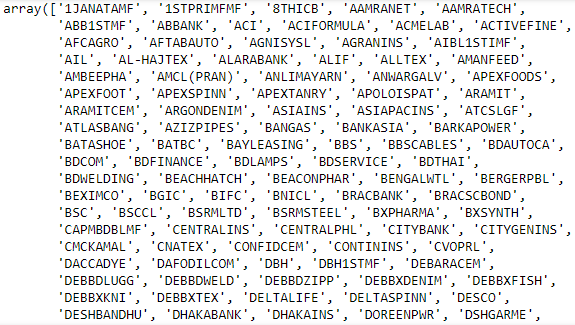 array(['1JANATAMF', '1STPRIMFMF', '8THICB', 'AAMRANET', 'AAMRATECH',
'ABB1STMF', 'ABBANK', 'ACI', 'ACIFORMULA', 'ACMELAB', 'ACTIVEFINE',
'AFCAGRO', 'AFTABAUTO', 'AGNISYSL', 'AGRANINS', 'AIBL1STIMF',
'AIL', 'AL-HAJTEX', 'ALARABANK', 'ALIF', 'ALLTEX', 'AMANFEED',
'AMBEEPHA', 'AMCL(PRAN)', 'ANLIMAYARN', 'ANWARGALV', 'APEXFOODS',
'APEXFOOT', 'APEXSPINN', 'APEXTANRY', 'APOLOISPAT', 'ARAMIT',
'ARAMITCEM', 'ARGONDENIM', 'ASIAINS', 'ASIAPACINS', 'ATCSLGF',
'ATLASBANG', 'AZIZPIPES', 'BANGAS', 'BANKASIA', 'BARKAPOWER',
'BATASHOE', 'BATBC', 'BAYLEASING', 'BBS', 'BBSCABLES', 'BDAUTOCA',
'BDCOM', 'BDFINANCE', 'BDLAMPS', 'BDSERVICE', 'BDTHAI',
'BDWELDING', 'BEACHHATCH', 'BEACONPHAR', 'BENGALWTL', 'BERGERPBL',
'BEXIMCO', 'BGIC', 'BIFC', 'BNICL', 'BRACBANK', 'BRACSCBOND',
'BSC', 'BSCCL', 'BSRMLTD', 'BSRMSTEEL', 'BXPHARMA', 'BXSYNTH',
'CAPMBDBLMF', 'CENTRALINS', 'CENTRALPHL', 'CITYBANK', 'CITYGENINS',
'CMCKAMAL', 'CNATEX', 'CONFIDCEM', 'CONTININS', 'CVOPRL',
'DACCADYE', 'DAFODILCOM', 'DBH', 'DBH1STMF', 'DEBARACEM',
'DEBBDLUGG', 'DEBBDWELD', 'DEBBDZIPP', 'DEBBXDENIM', 'DEBBXFISH',
'DEBBXKNI', 'DEBBXTEX', 'DELTALIFE', 'DELTASPINN', 'DESCO',
'DESHBANDHU', 'DHAKABANK', 'DHAKAINS', 'DOREENPWR', 'DSHGARME',